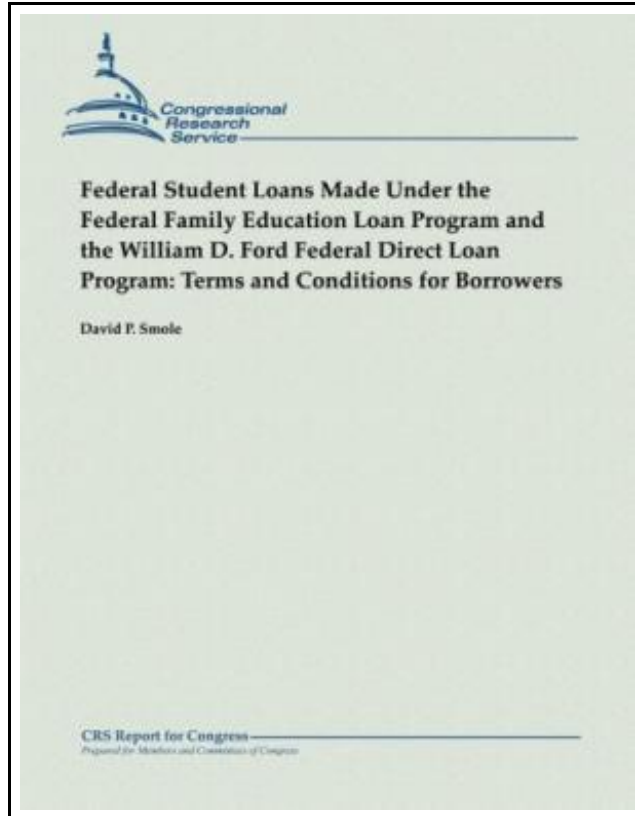 Congressional
Research
Service
Federal Student Loans Made Under the
Federal Family Education Loan Program and
the William D. Ford Federal Direct Loan
Program: Terms and Conditions for Borrowers
David P. Smole
CRS Report for Congress
Prepared for Members and Committees of Congress